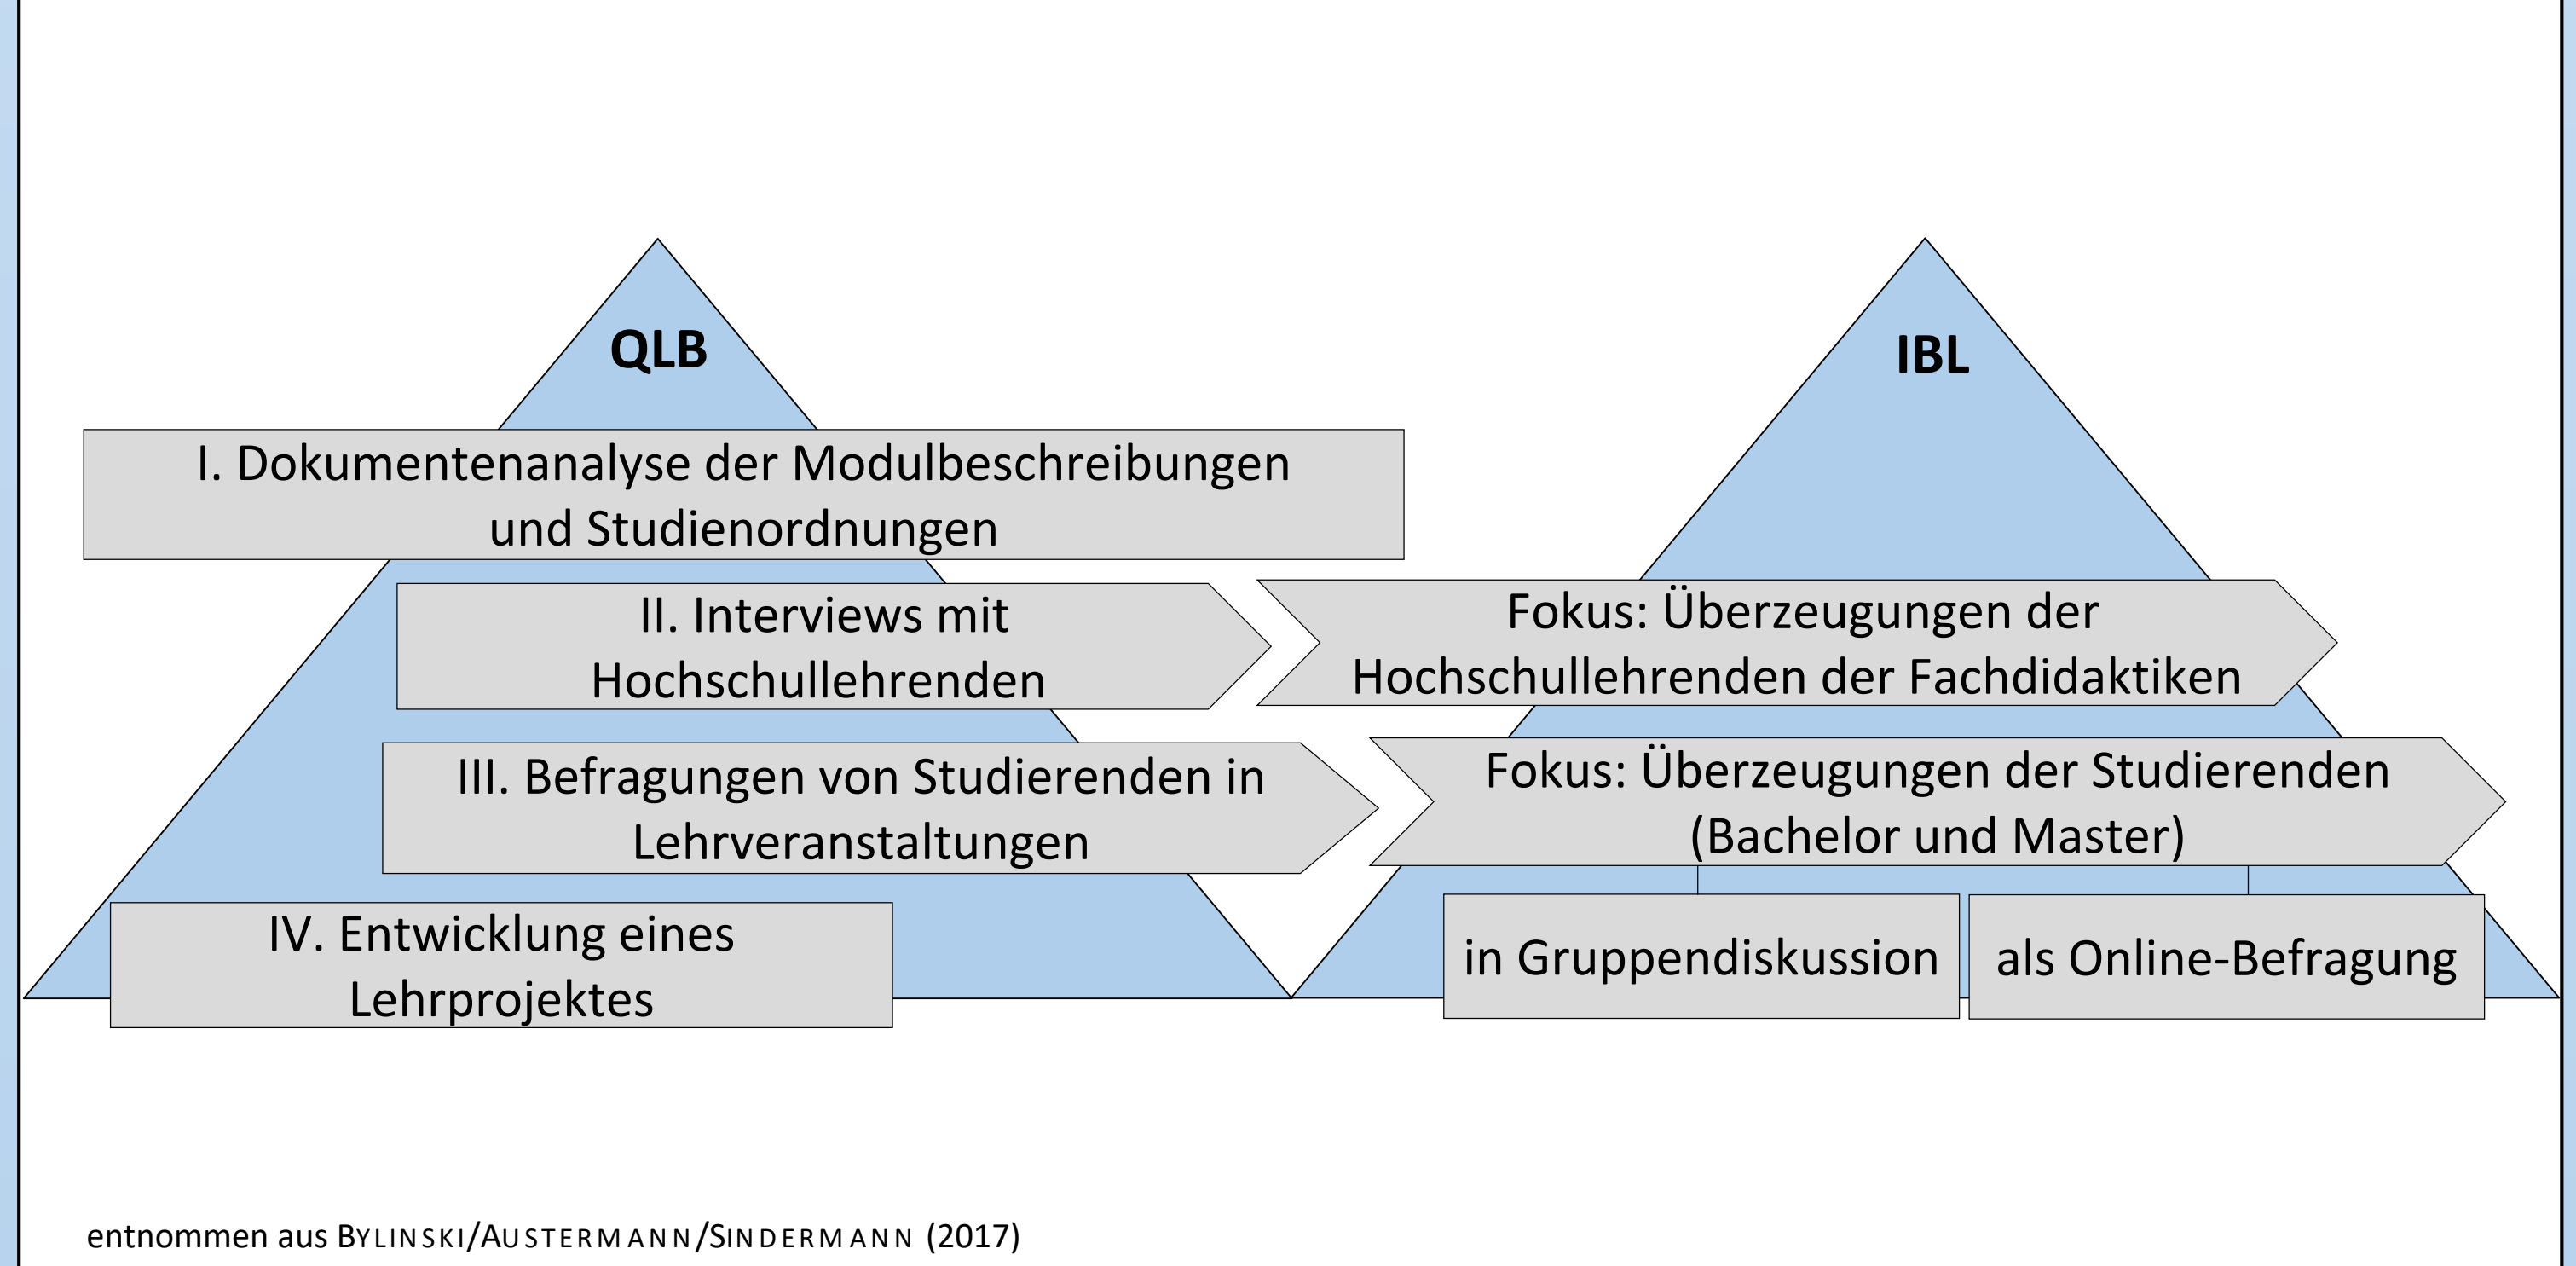 QLB
IBL
I. Dokumentenanalyse der Modulbeschreibungen
und Studienordnungen
II. Interviews mit
Hochschullehrenden
Fokus: Überzeugungen der
Hochschullehrenden der Fachdidaktiken
III. Befragungen von Studierenden in
Lehrveranstaltungen
Fokus: Überzeugungen der Studierenden
(Bachelor und Master)
IV. Entwicklung eines
Lehrprojektes
in Gruppendiskussion
als Online-Befragung
entnommen aus BYLINSKI/AUSTERMANN/SINDERMANN (2017)